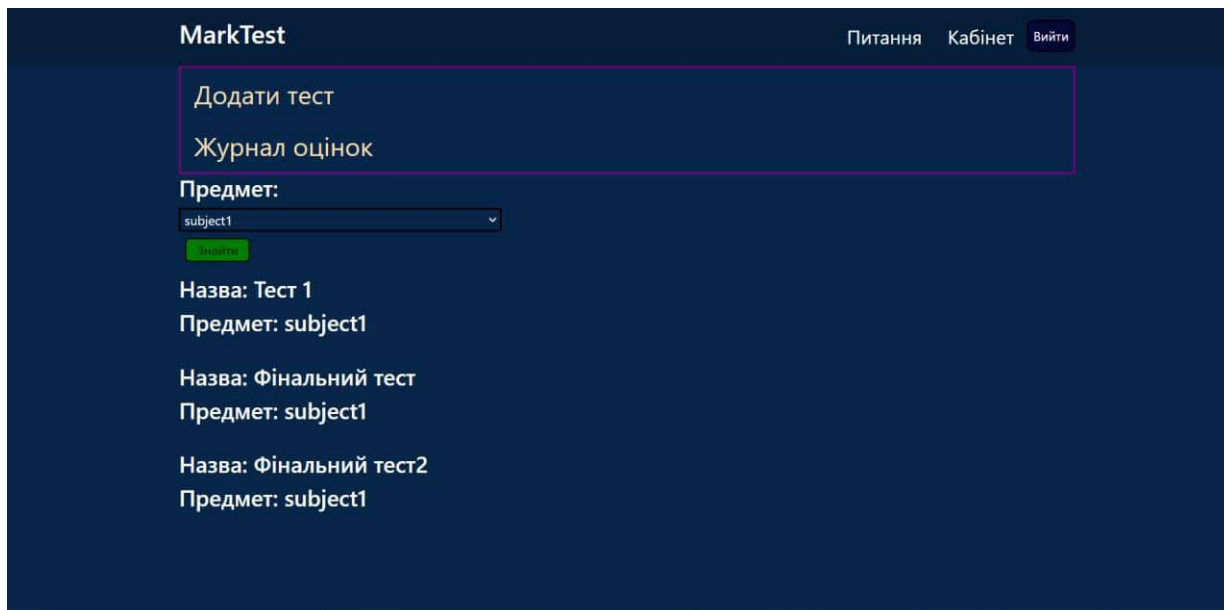 MarkTest
Питання Кабінет Вийти
Додати тест
Журнал оцінок
Предмет:
subject1
Знайти
Назва: Тест 1
Предмет: subject1
Назва: Фінальний тест
Предмет: subject1
Назва: Фінальний тест2
Предмет: subject1